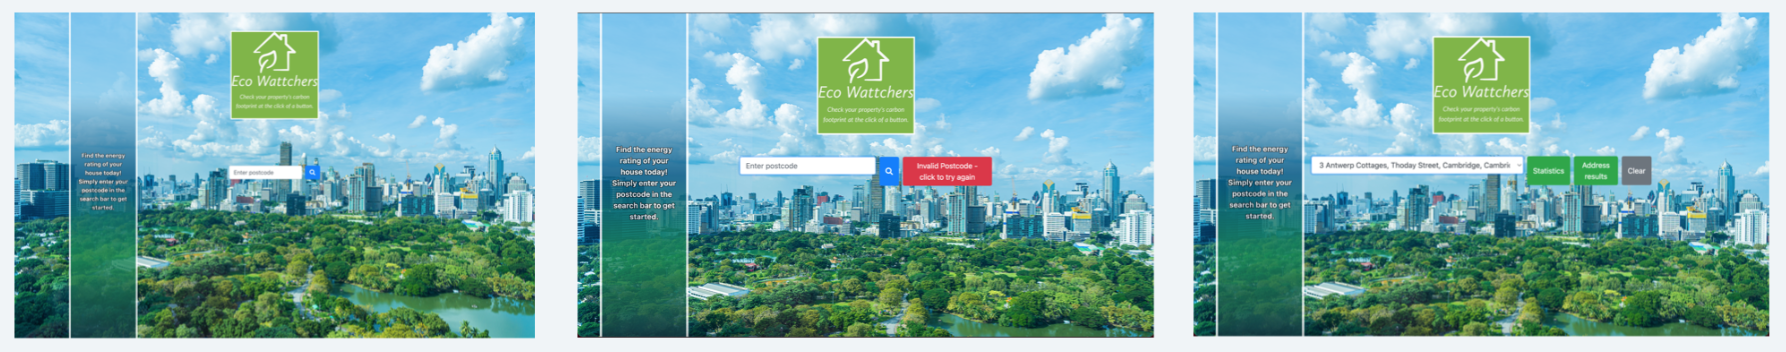 Eco Wattchers
Check your property's carbon
footprint at the click of a button.
Find the energy
rating of your
house today!
Simply enter your
postcode in the
search bar to get
started
Enter postcode
Eco Wattchers
Check your property's carbon
footprint at the click of a button.
Find the energy
rating of your
house today!
Simply enter your
postcode in the
search bar to get
started
Enter postcode
Invalid Postcode -
click to try again
Eco Wattchers
Check your property's carbon
footprint at the click of a button.
Find the energy
rating of your
house today!
Simply enter your
postcode in the
search bar to get
started
3 Antwerp Cottages, Thoday Street, Cambridge, Cambri
Statistics
Address
results
Clear